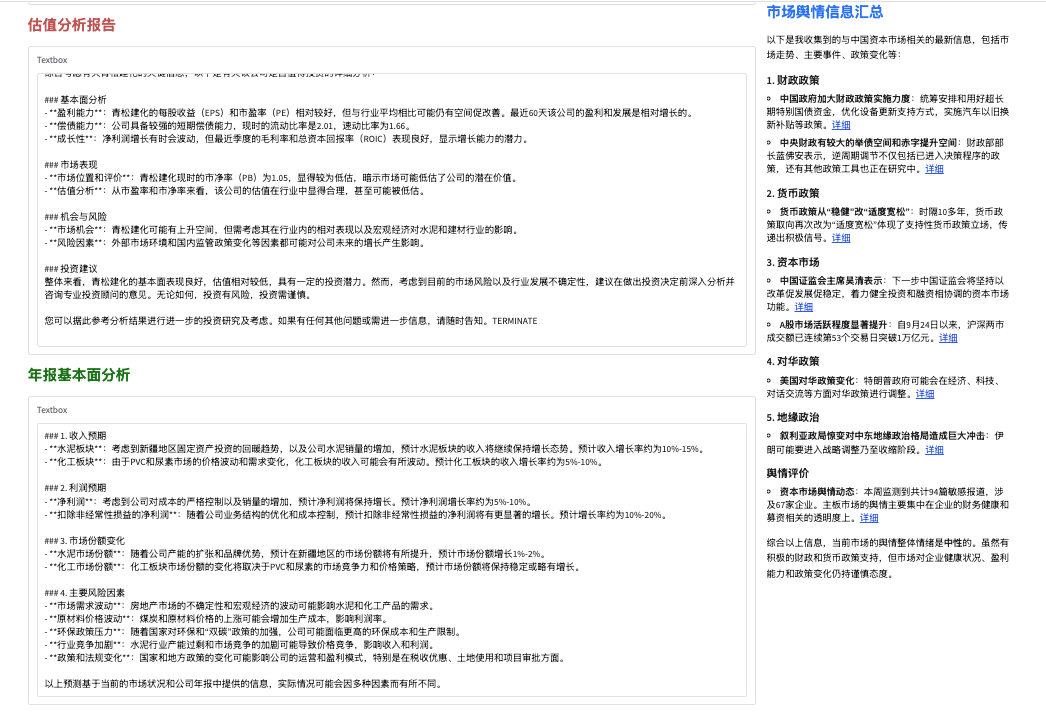 估值分析报告
Textbox
综合考虑有关青松建化的关键信息，以下是有关该公司是否值得投资的详细分析：
### 基本面分析
- **盈利能力**：青松建化的每股收益（EPS）和市盈率（PE）相对较好，但与行业平均相比可能仍有空间促改善。最近60天该公司的盈利和发展是相对增长的。
- **偿债能力**：公司具备较强的短期偿债能力，现时的流动比率是2.01，速动比率为1.66。
- **成长性**：净利润增长有时会波动，但最近季度的毛利率和总资本回报率（ROIC）表现良好，显示增长能力的潜力。
### 市场表现
- **市场位置和评价**：青松建化现时的市净率（PB）为1.05，显得较为低估，暗示市场可能低估了公司的潜在价值。
- **估值分析**：从市盈率和市净率来看，该公司的估值在行业中显得合理，甚至可能被低估。
### 机会与风险
- **市场机会**：青松建化可能有上升空间，但需考虑其在行业内的相对表现以及宏观经济对水泥和建材行业的影响。
- **风险因素**：外部市场环境和国内监管政策变化等因素都可能对公司未来的增长产生影响。
### 投资建议
整体来看，青松建化的基本面表现良好，估值相对较低，具有一定的投资潜力。然而，考虑到目前的市场风险以及行业发展不确定性，建议在做出投资决定前深入分析并
咨询专业投资顾问的意见。无论如何，投资有风险，投资需谨慎。
您可以据此参考分析结果进行进一步的投资研究及考虑。如果有任何其他问题或需进一步信息，请随时告知。TERMINATE
年报基本面分析
Textbox
### 1. 收入预期
- **水泥板块**：考虑到新疆地区固定资产投资的回暖趋势，以及公司水泥销量的增加，预计水泥板块的收入将继续保持增长态势。预计收入增长率约为10%-15%。
- **化工板块**：由于PVC和尿素市场的价格波动和需求变化，化工板块的收入可能会有所波动。预计化工板块的收入增长率约为5%-10%。
### 2. 利润预期
- **净利润**：考虑到公司对成本的严格控制以及销量的增加，预计净利润将保持增长。预计净利润增长率约为5%-10%。
- **扣除非经常性损益的净利润**：随着公司业务结构的优化和成本控制，预计扣除非经常性损益的净利润将有更显著的增长。预计增长率约为10%-20%。
### 3. 市场份额变化
- **水泥市场份额**：随着公司产能的扩张和品牌优势，预计在新疆地区的市场份额将有所提升，预计市场份额增长1%-2%。
- **化工市场份额**：化工板块市场份额的变化将取决于PVC和尿素的市场竞争力和价格策略，预计市场份额将保持稳定或略有增长。
### 4. 主要风险因素
- **市场需求波动**：房地产市场的不确定性和宏观经济的波动可能影响水泥和化工产品的需求。
- **原材料价格波动**：煤炭和原材料价格的上涨可能会增加生产成本，影响利润率。
- **环保政策压力**：随着国家对环保和“双碳”政策的加强，公司可能面临更高的环保成本和生产限制。
- **行业竞争加剧**：水泥行业产能过剩和市场竞争的加剧可能导致价格竞争，影响收入和利润。
- **政策和法规变化**：国家和地方政策的变化可能影响公司的运营和盈利模式，特别是在税收优惠、土地使用和项目审批方面。
以上预测基于当前的市场状况和公司年报中提供的信息，实际情况可能会因多种因素而有所不同。
市场舆情信息汇总
以下是我收集到的与中国资本市场相关的最新信息，包括市
场走势、主要事件、政策变化等：
1. 财政政策
中国政府加大财政政策实施力度：统筹安排和用好超长
期特别国债资金，优化设备更新支持方式，实施汽车以旧换
新补贴等政策。详细
中央财政有较大的举债空间和赤字提升空间：财政部部
长蓝佛安表示，逆周期调节不仅包括已进入决策程序的政
策，还有其他政策工具也正在研究中。详细
2. 货币政策
货币政策从“稳健”改“适度宽松”：时隔10多年，货币政
策取向再次改为“适度宽松”体现了支持性货币政策立场，传
递出积极信号。详细
3. 资本市场
中国证监会主席吴清表示：下一步中国证监会将坚持以
改革促发展促稳定，着力健全投资和融资相协调的资本市场
功能。详细
A股市场活跃程度显著提升：自9月24日以来，沪深两市
成交额已连续第53个交易日突破1万亿元。详细
4. 对华政策
美国对华政策变化：特朗普政府可能会在经济、科技、
对话交流等方面对华政策进行调整。详细
5. 地缘政治
叙利亚政局惊变对中东地缘政治格局造成巨大冲击：伊
朗可能要进入战略调整乃至收缩阶段。详细
舆情评价
资本市场舆情动态：本周监测到共计94篇敏感报道，涉
及67家企业。主板市场的舆情主要集中在企业的财务健康和
募资相关的透明度上。详细
综合以上信息，当前市场的舆情整体情绪是中性的。虽然有
积极的财政和货币政策支持，但市场对企业健康状况、盈利
能力和政策变化仍持谨慎态度。